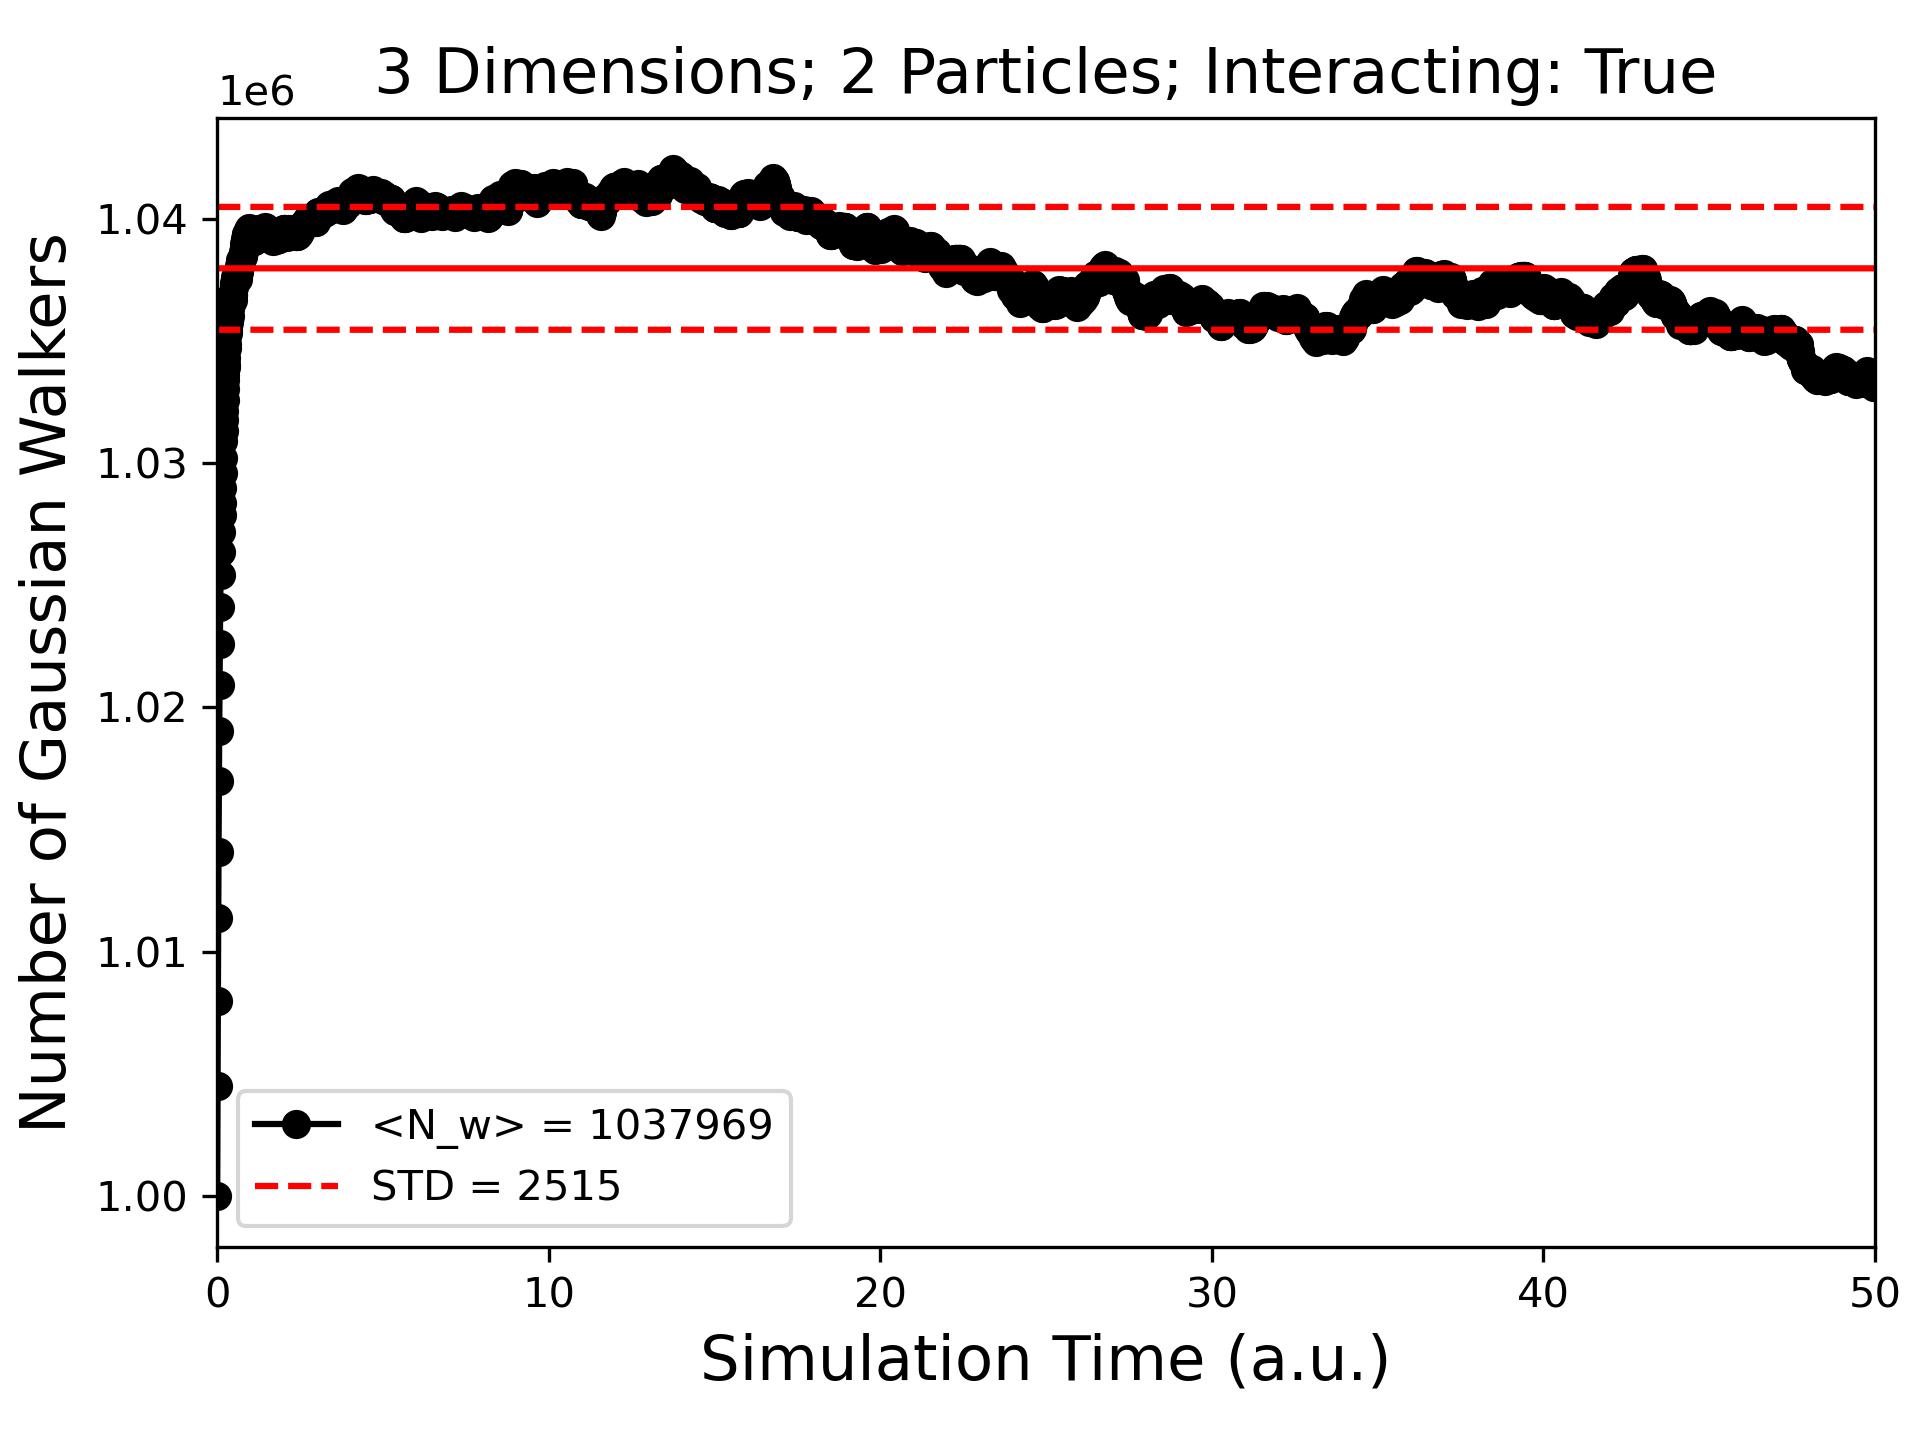 3 Dimensions; 2 Particles; Interacting: True
1e6
Number of Gaussian Walkers
1.04
1.03
1.02
1.01
1.00
<N_w> = 1037969
STD = 2515
0 10 20 30 40 50
Simulation Time (a.u.)